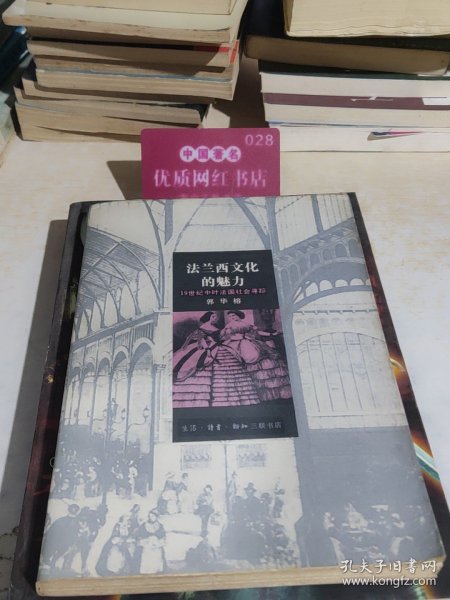 028
中国著名
优质网红书店
法兰西文化
的魅力
19世纪中叶法国社会寻踪
郭华榕
生活·讀書·新知三联书店
孔夫子旧书网
www.kongfz.com